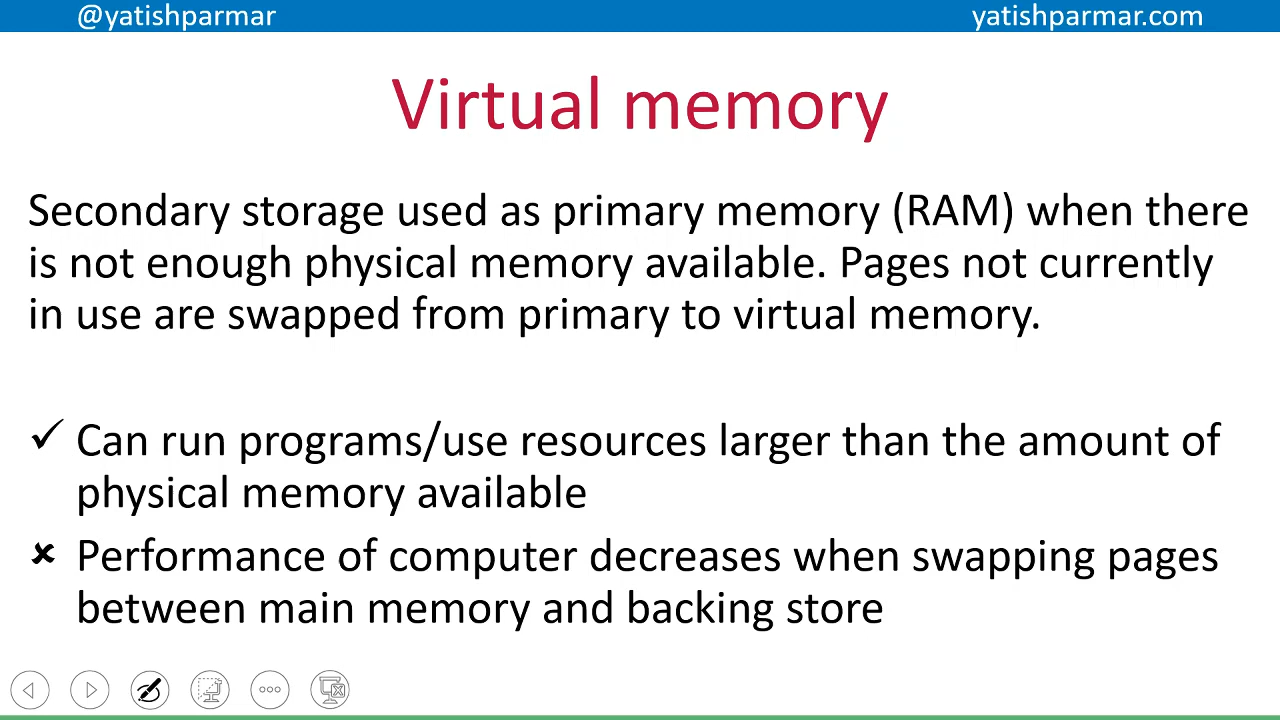 @yatishparmar
yatishparmar.com
Virtual memory
Secondary storage used as primary memory (RAM) when there
is not enough physical memory available. Pages not currently
in use are swapped from primary to virtual memory.
✓ Can run programs/use resources larger than the amount of
physical memory available
✗ Performance of computer decreases when swapping pages
between main memory and backing store